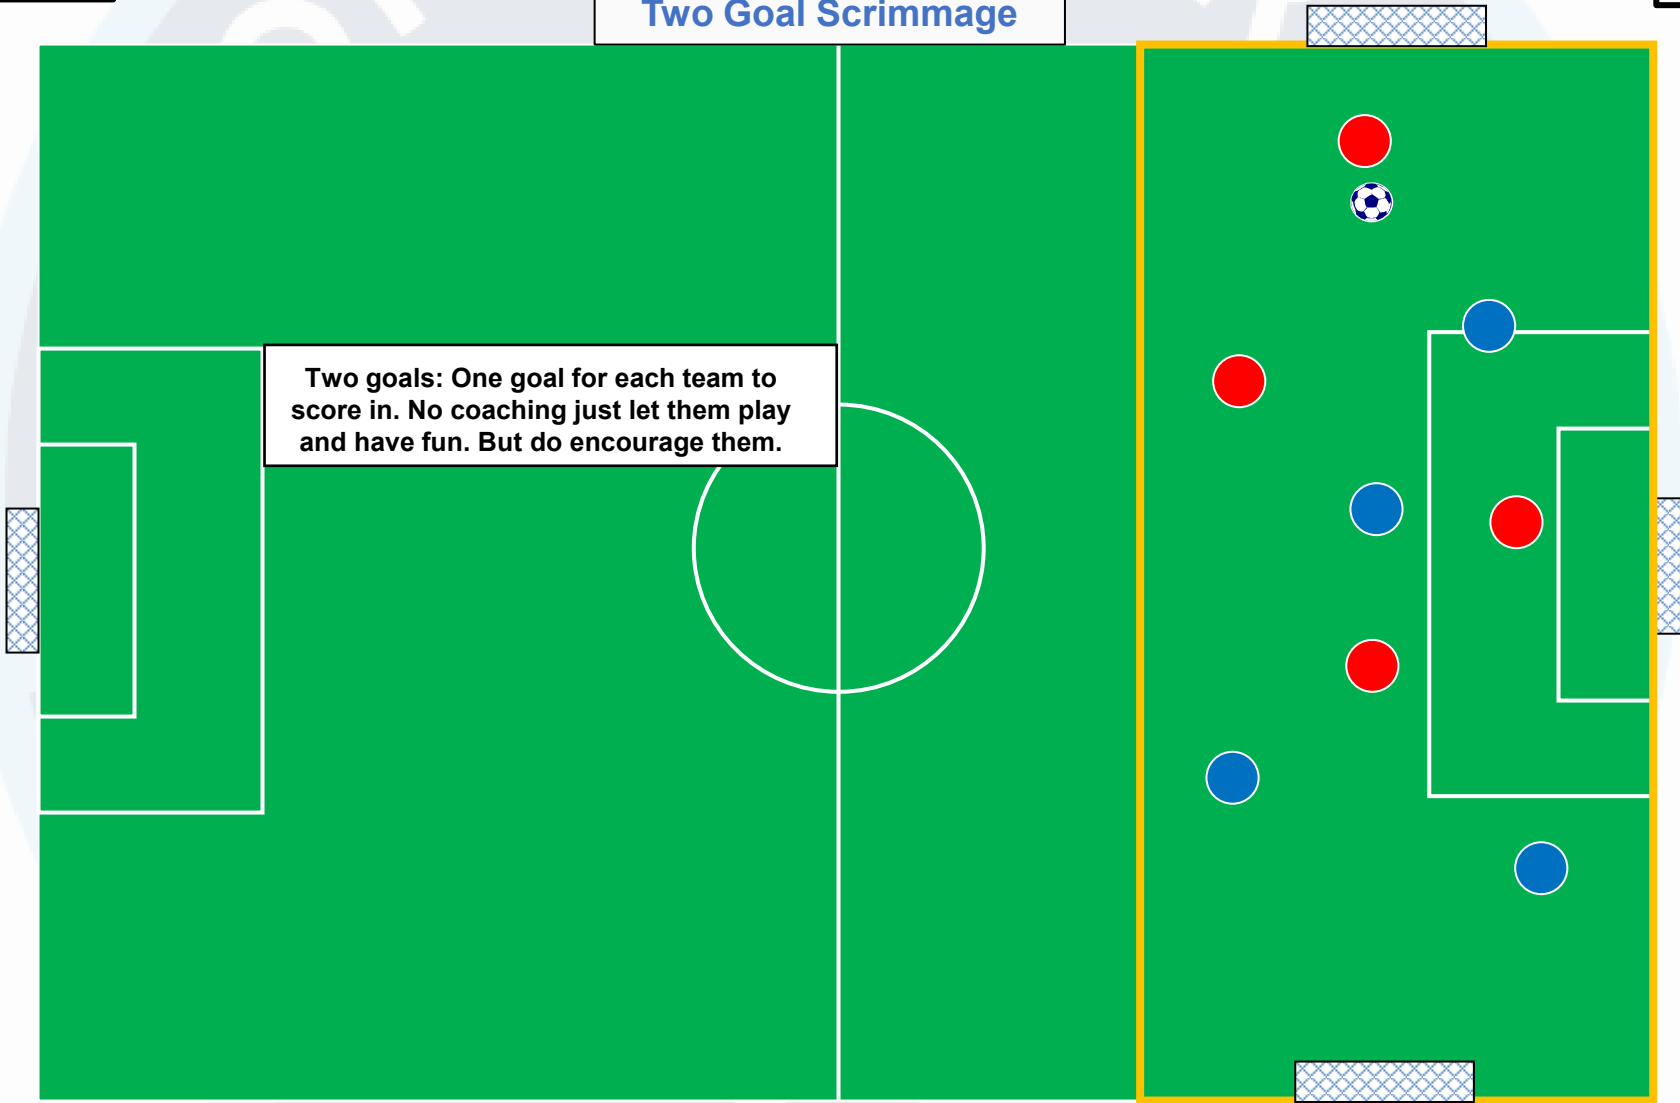 Two Goal Scrimmage
Two goals: One goal for each team to
score in. No coaching just let them play
and have fun. But do encourage them.